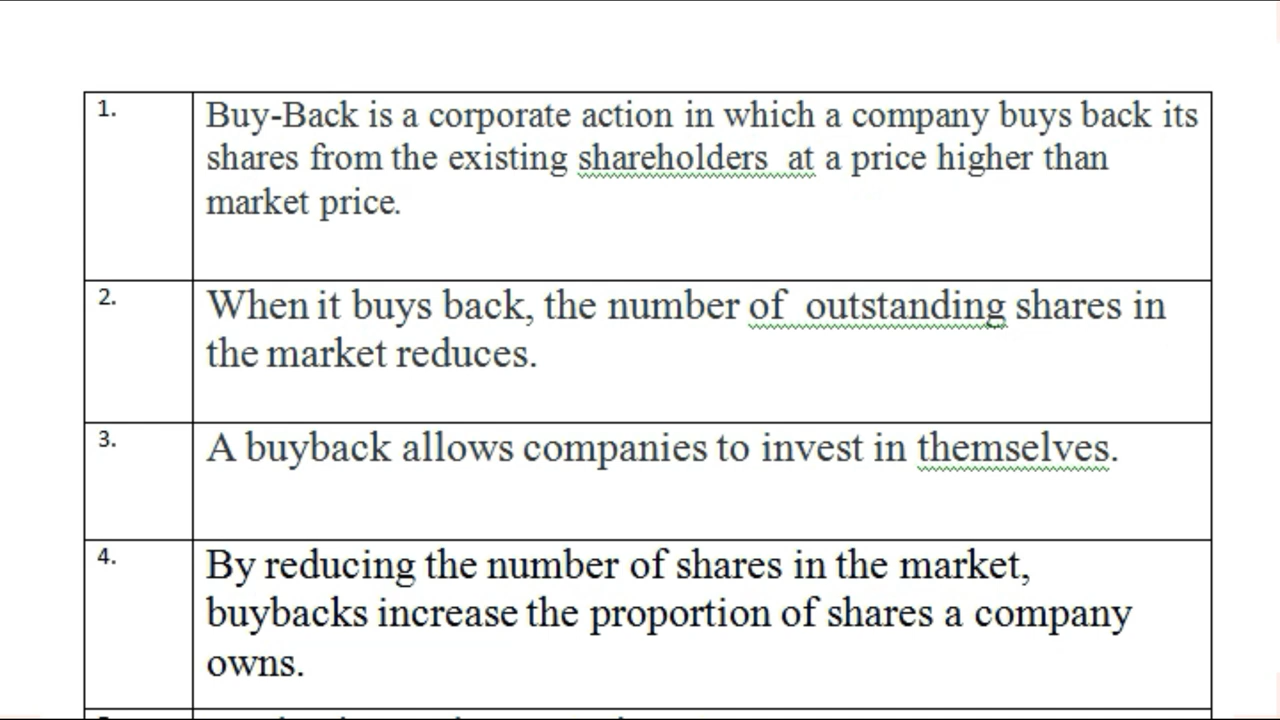 1.
Buy-Back is a corporate action in which a company buys back its
shares from the existing shareholders  at a price higher than
market price.
2.
When it buys back, the number of  outstanding shares in
the market reduces.
3.
A buyback allows companies to invest in themselves.
4.
By reducing the number of shares in the market,
buybacks increase the proportion of shares a company
owns.